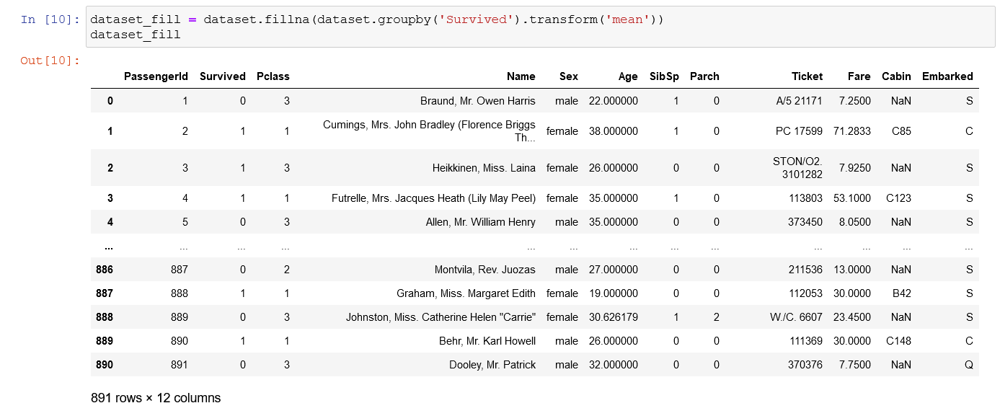 In [10]: dataset_fill = dataset.fillna(dataset.groupby('Survived').transform('mean'))
dataset_fill
Out[10]:
PassengerId Survived Pclass Name Sex Age SibSp Parch Ticket Fare Cabin Embarked
0 1 0 3 Braund, Mr. Owen Harris male 22.000000 1 0 A/5 21171 7.2500 NaN S
1 2 1 1 Cumings, Mrs. John Bradley (Florence Briggs Th... female 38.000000 1 0 PC 17599 71.2833 C85 C
2 3 1 3 Heikkinen, Miss. Laina female 26.000000 0 0 STON/O2. 3101282 7.9250 NaN S
3 4 1 1 Futrelle, Mrs. Jacques Heath (Lily May Peel) female 35.000000 1 0 113803 53.1000 C123 S
4 5 0 3 Allen, Mr. William Henry male 35.000000 0 0 373450 8.0500 NaN S
... ... ... ... ... ... ... ... ... ... ... ... ...
886 887 0 2 Montvila, Rev. Juozas male 27.000000 0 0 211536 13.0000 NaN S
887 888 1 1 Graham, Miss. Margaret Edith female 19.000000 0 0 112053 30.0000 B42 S
888 889 0 3 Johnston, Miss. Catherine Helen "Carrie" female 30.626179 1 2 W./C. 6607 23.4500 NaN S
889 890 1 1 Behr, Mr. Karl Howell male 26.000000 0 0 111369 30.0000 C148 C
890 891 0 3 Dooley, Mr. Patrick male 32.000000 0 0 370376 7.7500 NaN Q
891 rows × 12 columns